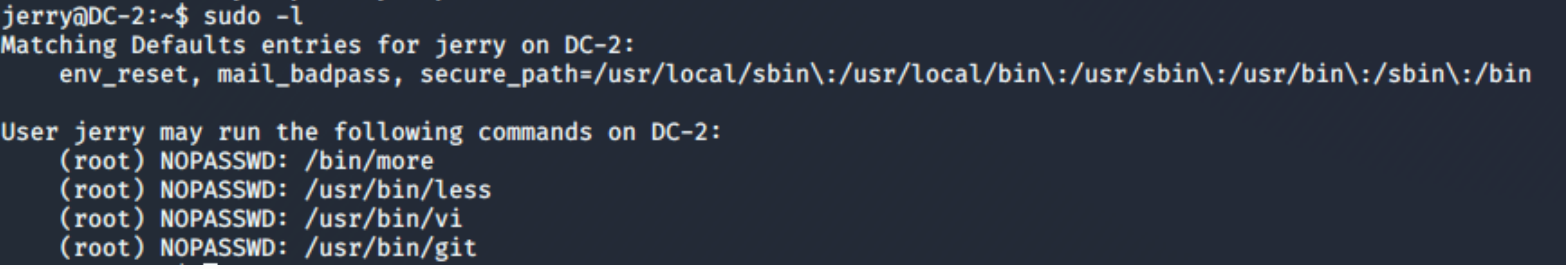 jerry@DC-2:~$ sudo -l
Matching Defaults entries for jerry on DC-2:
    env_reset, mail_badpass, secure_path=/usr/local/sbin\:/usr/local/bin\:/usr/sbin\:/usr/bin\:/sbin\:/bin
User jerry may run the following commands on DC-2:
    (root) NOPASSWD: /bin/more
    (root) NOPASSWD: /usr/bin/less
    (root) NOPASSWD: /usr/bin/vi
    (root) NOPASSWD: /usr/bin/git